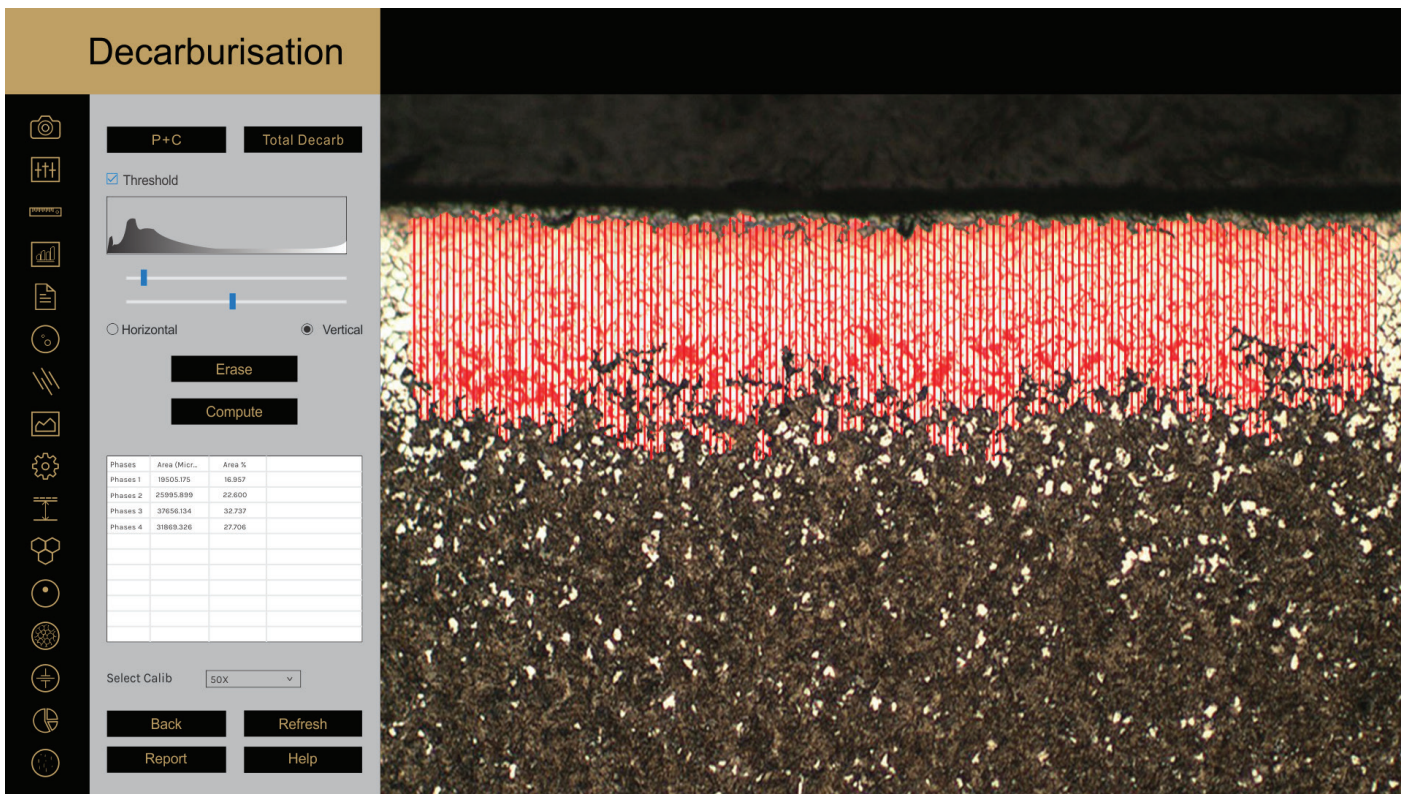 Decarburisation
P+C Total Decarb
Threshold
Horizontal Vertical
Erase
Compute
Phases Area (Micr... Area %
Phases 1 19505.175 16.957
Phases 2 25995.899 22.600
Phases 3 37656.134 32.737
Phases 4 31869.326 27.706
Select Calib 50X
Back Refresh
Report Help